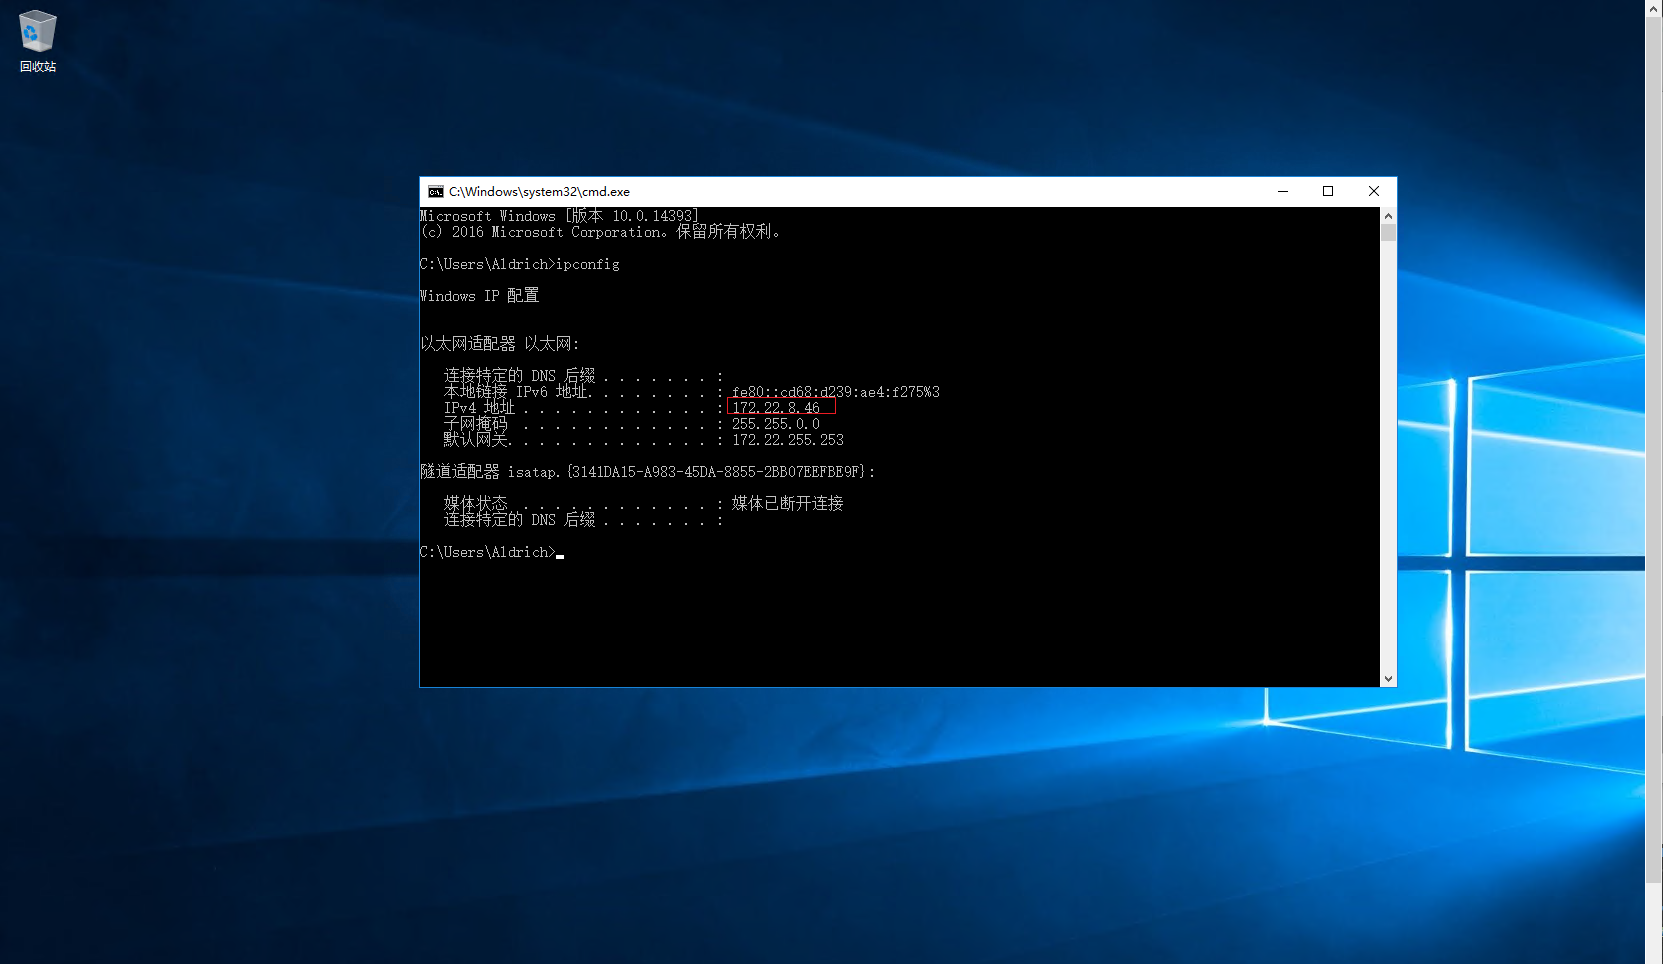 回收站
C:\Windows\system32\cmd.exe
Microsoft Windows [版本 10.0.14393]
(c) 2016 Microsoft Corporation。保留所有权利。
C:\Users\Aldrich>ipconfig
Windows IP 配置
以太网适配器 以太网:
连接特定的 DNS 后缀 . . . . . . . :
本地链接 IPv6 地址. . . . . . . . : fe80::cd68:d239:ae4:f275%3
IPv4 地址 . . . . . . . . . . . . : 172.22.8.46
子网掩码  . . . . . . . . . . . . : 255.255.0.0
默认网关. . . . . . . . . . . . . : 172.22.255.253
隧道适配器 isatap.{3141DA15-A983-45DA-8855-2BB07EEFBE9F}:
媒体状态  . . . . . . . . . . . . : 媒体已断开连接
连接特定的 DNS 后缀 . . . . . . . :
C:\Users\Aldrich>